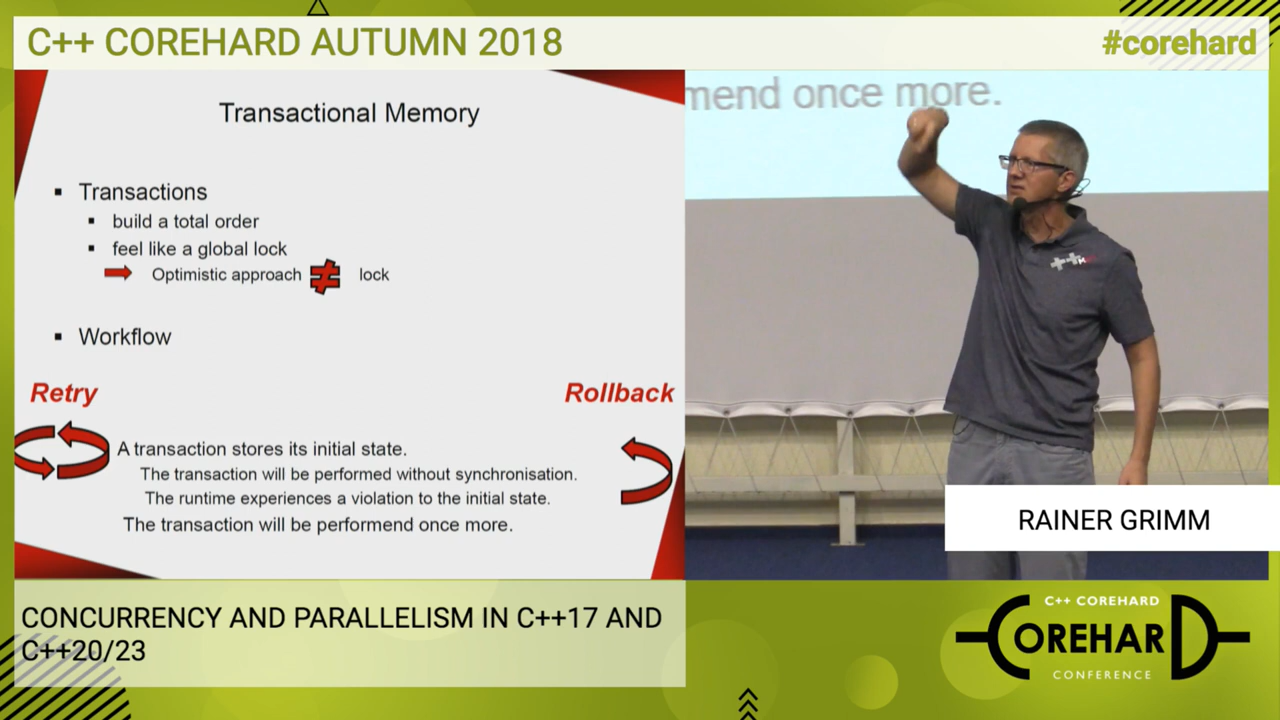 C++ COREHARD AUTUMN 2018
#corehard
Transactional Memory
Transactions
build a total order
feel like a global lock
Optimistic approach ≠ lock
Workflow
Retry
Rollback
A transaction stores its initial state.
The transaction will be performed without synchronisation.
The runtime experiences a violation to the initial state.
The transaction will be performend once more.
mend once more.
RAINER GRIMM
CONCURRENCY AND PARALLELISM IN C++17 AND
C++20/23
C++ COREHARD
COREHARD
CONFERENCE